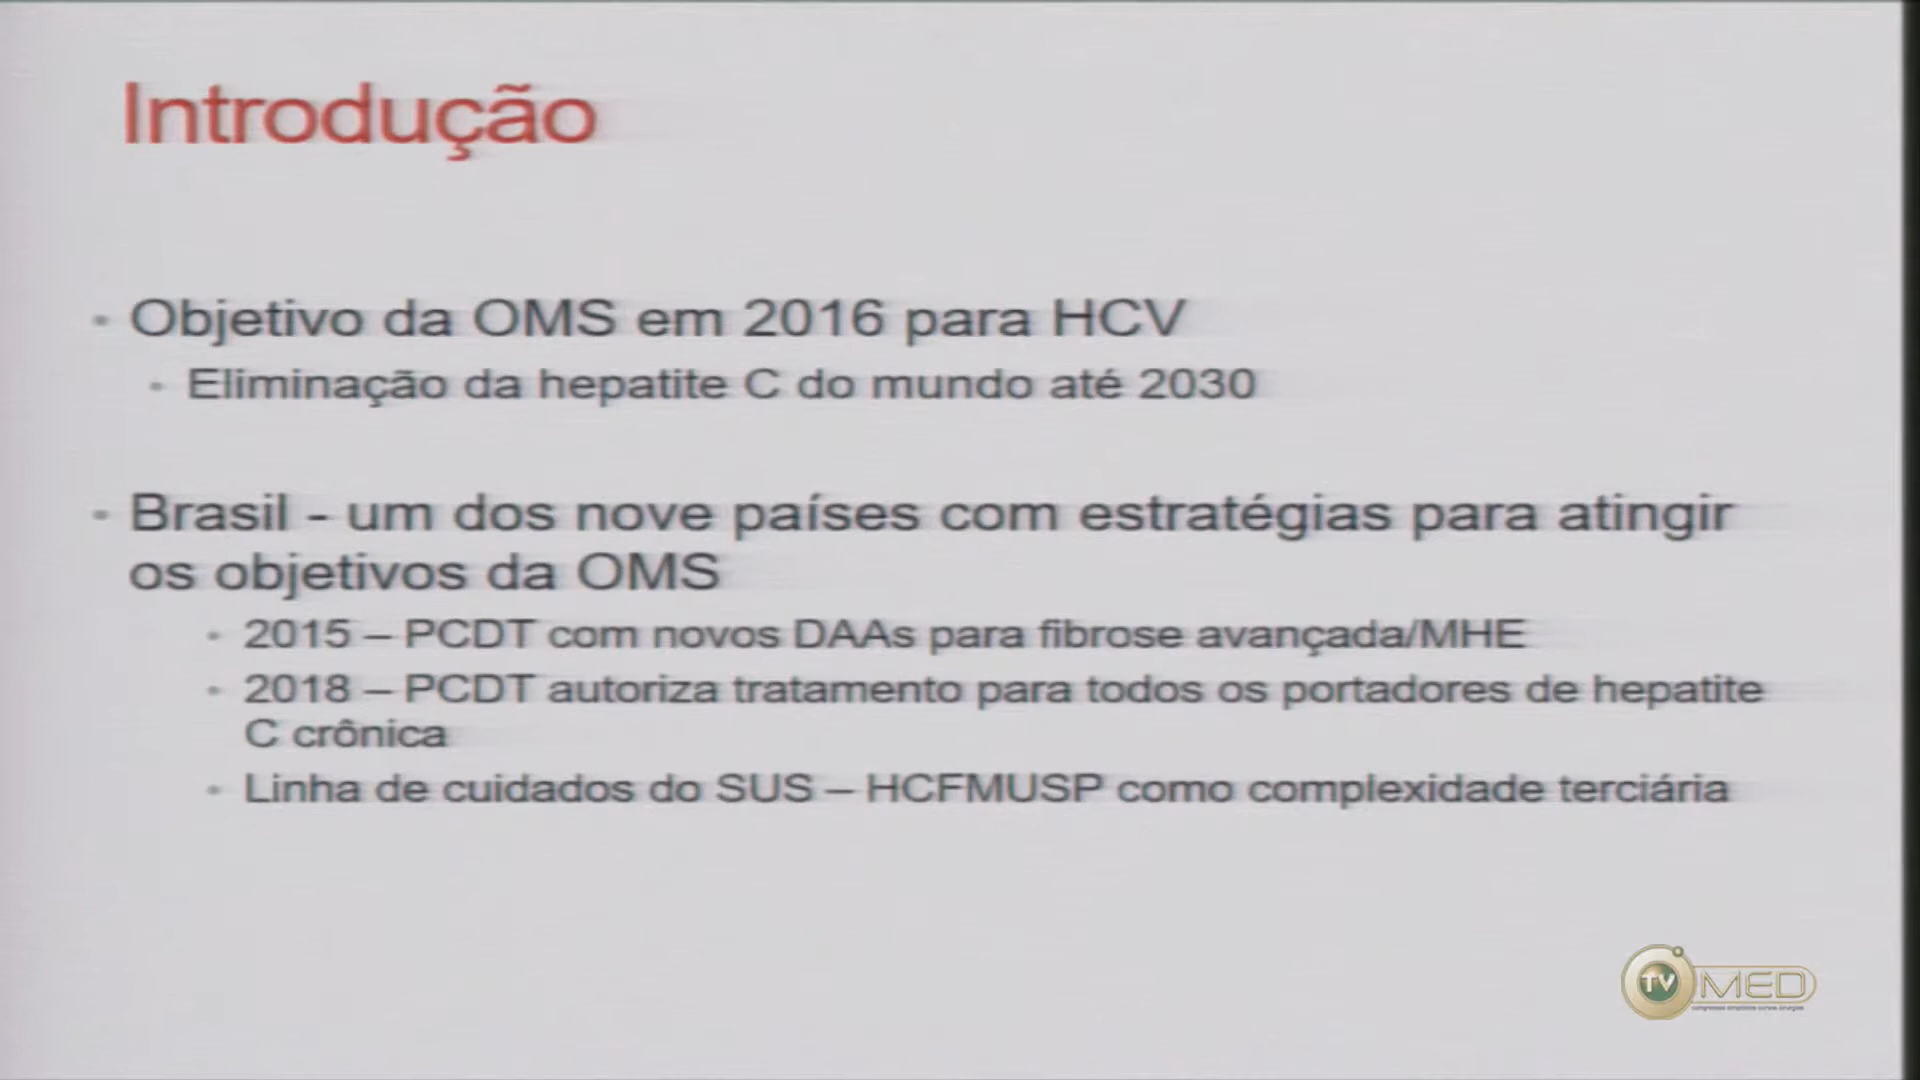 Introdução
• Objetivo da OMS em 2016 para HCV
• Eliminação da hepatite C do mundo até 2030
• Brasil - um dos nove países com estratégias para atingir
os objetivos da OMS
• 2015 – PCDT com novos DAAs para fibrose avançada/MHE
• 2018 – PCDT autoriza tratamento para todos os portadores de hepatite
C crônica
• Linha de cuidados do SUS – HCFMUSP como complexidade terciária
TV MED